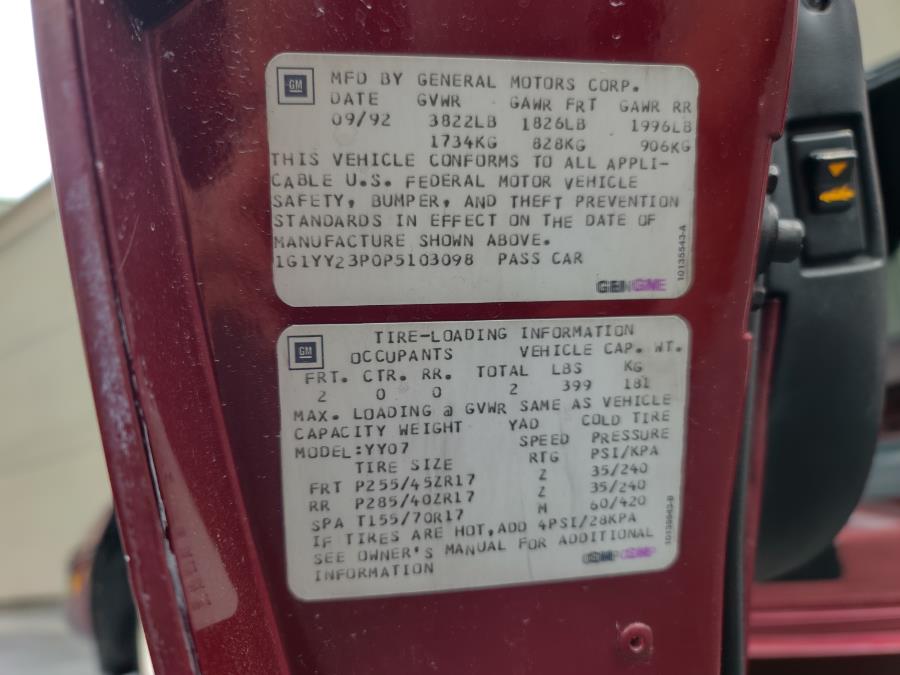 GM
MFD BY GENERAL MOTORS CORP.
DATE GVWR GAWR FRT GAWR RR
09/92 3822LB 1826LB 1996LB
1734KG 828KG 906KG
THIS VEHICLE CONFORMS TO ALL APPLI-
CABLE U.S. FEDERAL MOTOR VEHICLE
SAFETY, BUMPER, AND THEFT PREVENTION
STANDARDS IN EFFECT ON THE DATE OF
MANUFACTURE SHOWN ABOVE.
1G1YY23P0P5103098 PASS CAR
10135543-A
GM
TIRE-LOADING INFORMATION
OCCUPANTS VEHICLE CAP. WT.
FRT. CTR. RR. TOTAL LBS KG
2 0 0 2 399 181
MAX. LOADING @ GVWR SAME AS VEHICLE
CAPACITY WEIGHT YAD COLD TIRE
MODEL:YY07 SPEED PRESSURE
TIRE SIZE RTG PSI/KPA
FRT P255/45ZR17 Z 35/240
RR P285/40ZR17 Z 35/240
SPA T155/70R17 M 60/420
IF TIRES ARE HOT,ADD 4PSI/28KPA
SEE OWNER'S MANUAL FOR ADDITIONAL
INFORMATION